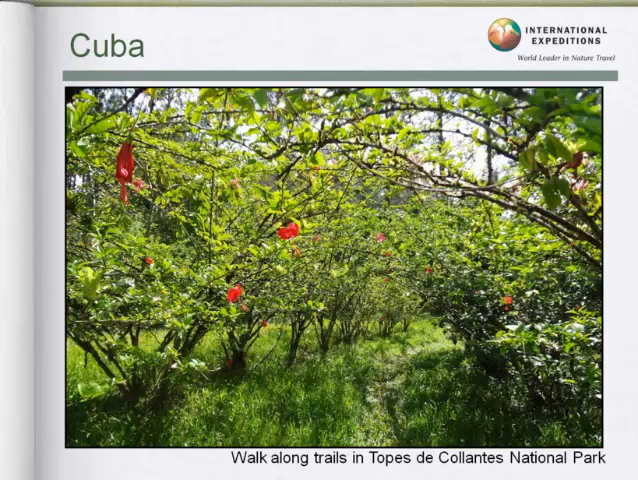 Cuba
INTERNATIONAL
EXPEDITIONS
World Leader in Nature Travel
Walk along trails in Topes de Collantes National Park